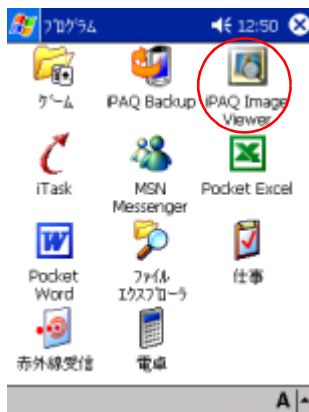 プログラム 12:50
ゲーム iPAQ Backup iPAQ Image
Viewer
iTask MSN Pocket Excel
Messenger
Pocket ファイル 仕事
Word エクスプローラ
赤外線受信 電卓
A